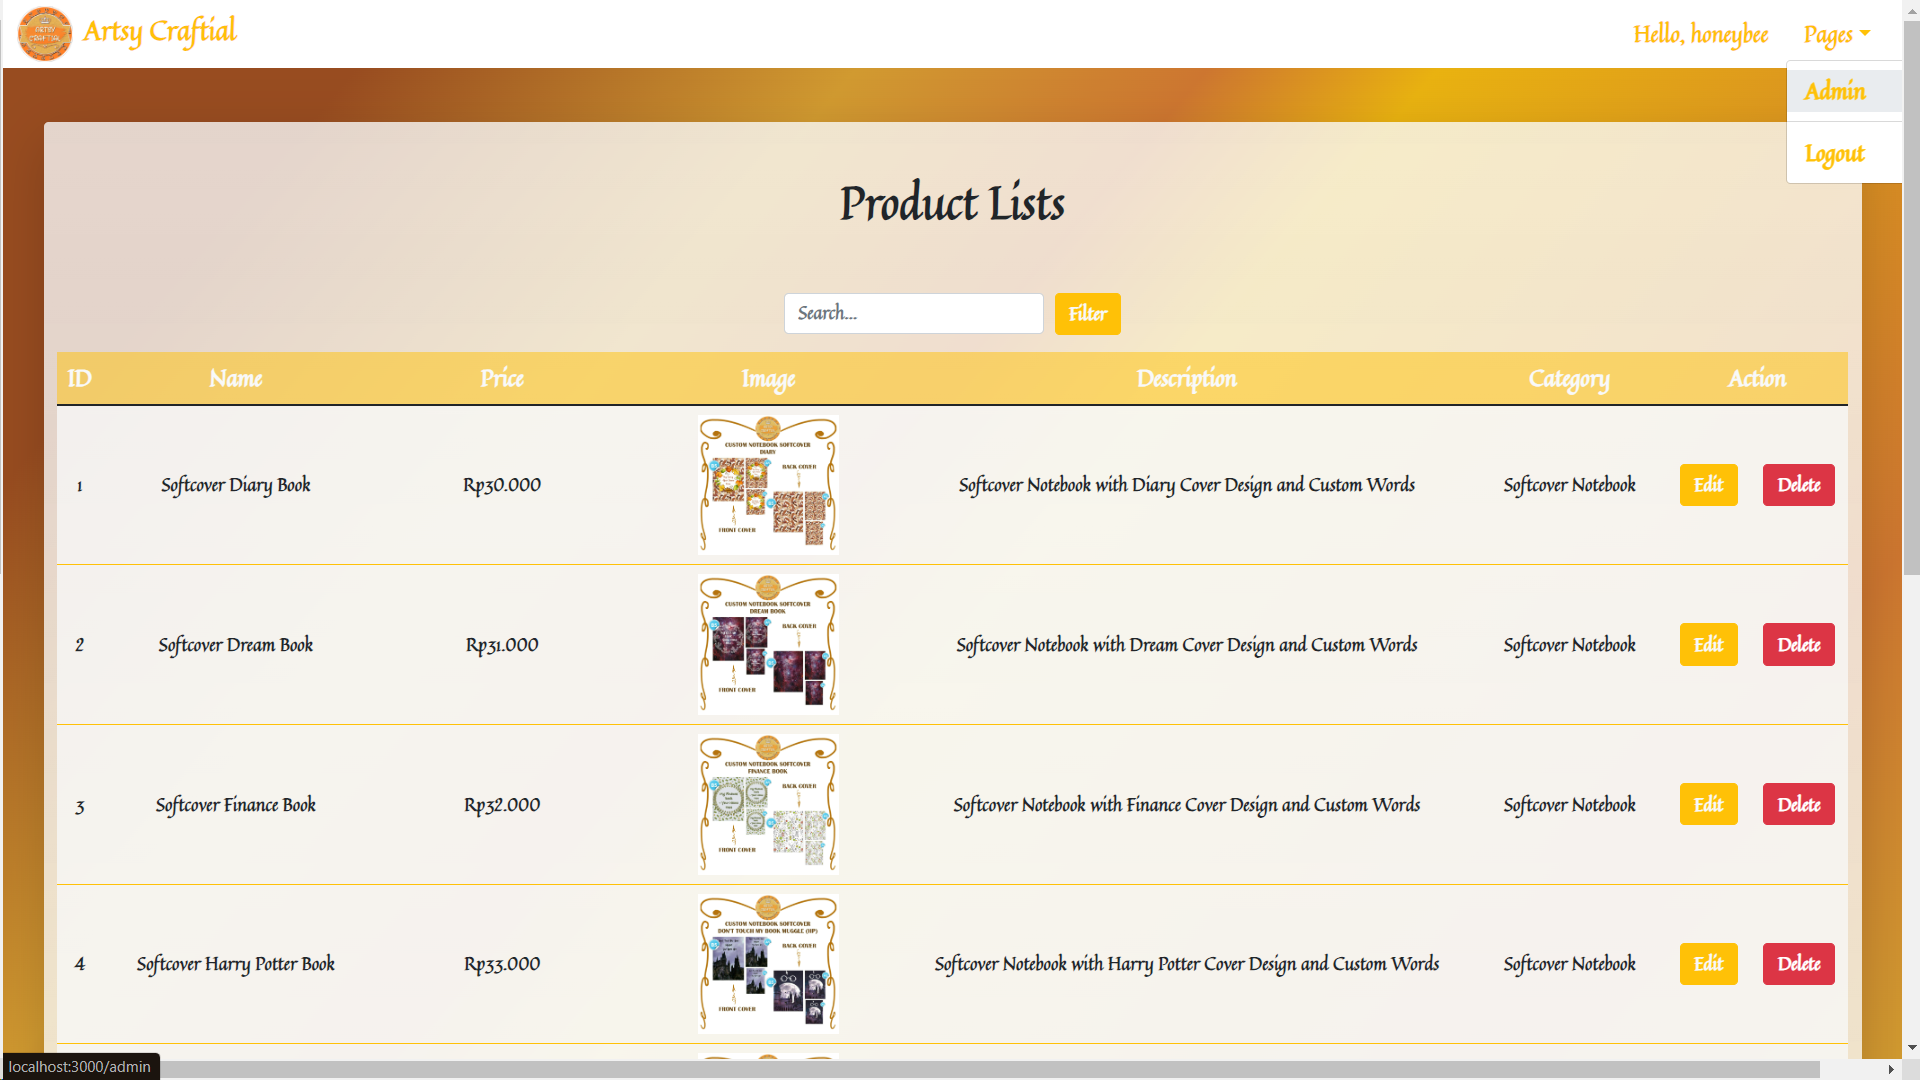 ARTSY CRAFTIAL
Artsy Craftial
Hello, honeybee
Pages
Admin
Logout
Product Lists
Search...
Filter
ID Name Price Image Description Category Action
CUSTOM NOTEBOOK SOFTCOVER
DIARY
BACK COVER
FRONT COVER
1 Softcover Diary Book Rp30.000 Softcover Notebook with Diary Cover Design and Custom Words Softcover Notebook Edit Delete
CUSTOM NOTEBOOK SOFTCOVER
DREAM BOOK
BACK COVER
FRONT COVER
2 Softcover Dream Book Rp31.000 Softcover Notebook with Dream Cover Design and Custom Words Softcover Notebook Edit Delete
CUSTOM NOTEBOOK SOFTCOVER
FINANCE BOOK
BACK COVER
FRONT COVER
3 Softcover Finance Book Rp32.000 Softcover Notebook with Finance Cover Design and Custom Words Softcover Notebook Edit Delete
CUSTOM NOTEBOOK SOFTCOVER
DON'T TOUCH MY BOOK MUGGLE (HP)
BACK COVER
FRONT COVER
4 Softcover Harry Potter Book Rp33.000 Softcover Notebook with Harry Potter Cover Design and Custom Words Softcover Notebook Edit Delete
localhost:3000/admin